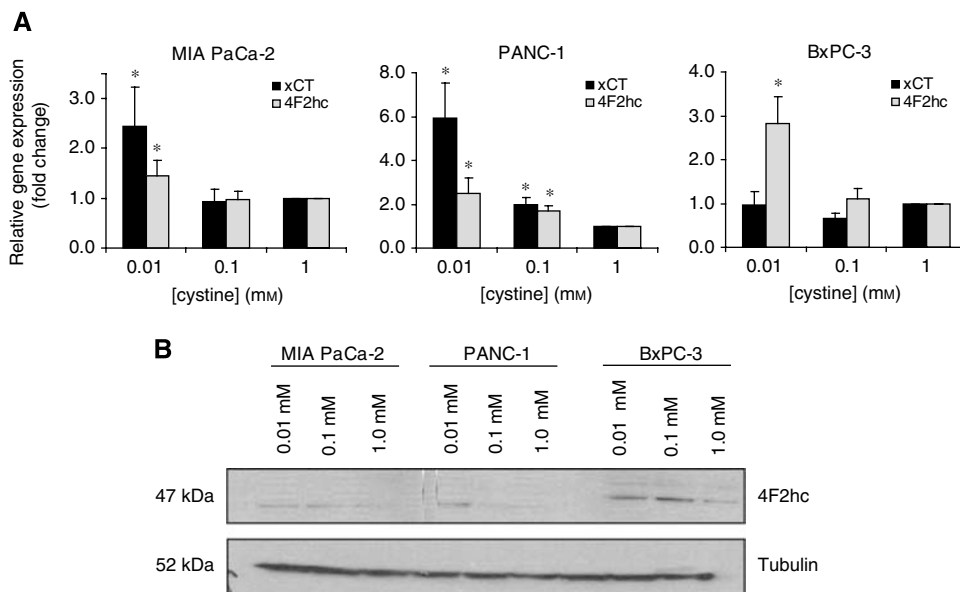 A
MIA PaCa-2
PANC-1
BxPC-3
Relative gene expression
(fold change)
3.0
2.0
1.0
0.0
* *
xCT
4F2hc
0.01 0.1 1
[cystine] (mM)
8.0
6.0
4.0
2.0
0.0
* * * *
xCT
4F2hc
0.01 0.1 1
[cystine] (mM)
4.0
3.0
2.0
1.0
0.0
*
xCT
4F2hc
0.01 0.1 1
[cystine] (mM)
B
MIA PaCa-2 PANC-1 BxPC-3
0.01 mM 0.1 mM 1.0 mM 0.01 mM 0.1 mM 1.0 mM 0.01 mM 0.1 mM 1.0 mM
47 kDa 4F2hc
52 kDa Tubulin